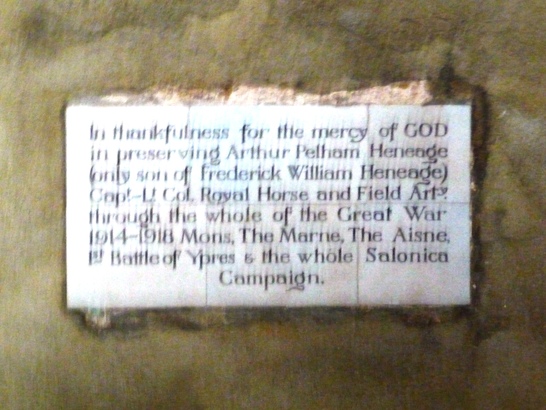 In thankfulness for the mercy of GOD
in preserving Arthur Pelham Heneage
(only son of Frederick William Heneage)
Capt-Lt Col. Royal Horse and Field Arty.
through the whole of the Great War
1914-1918 Mons, The Marne, The Aisne,
1st Battle of Ypres & the whole Salonica
Campaign.